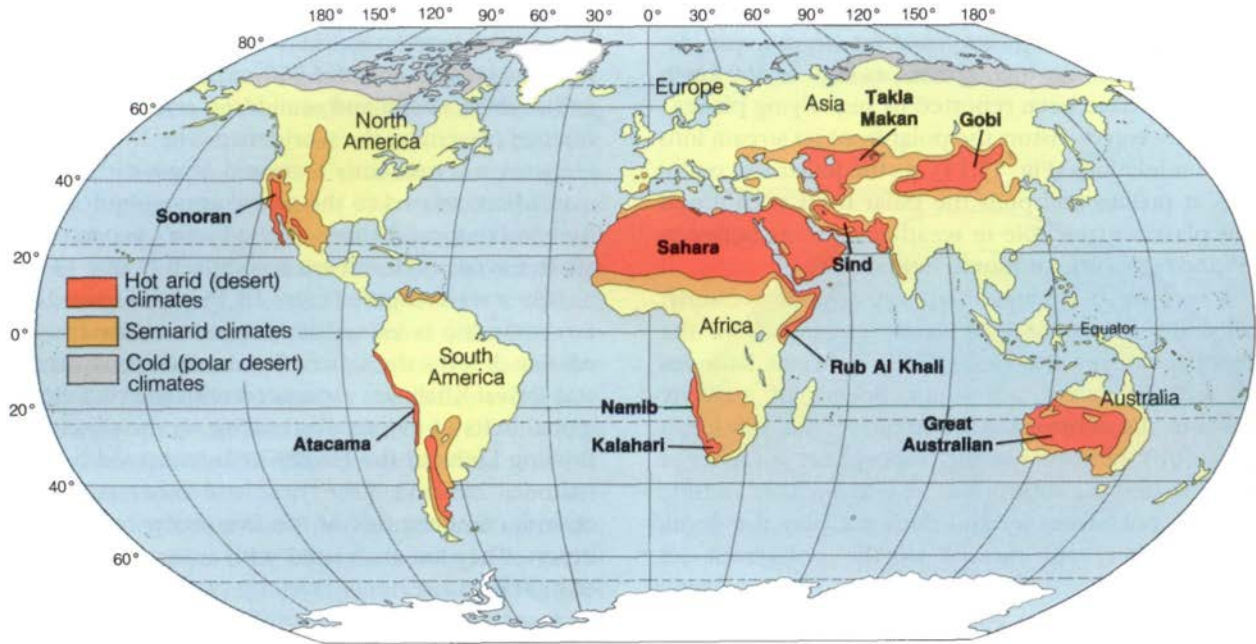 180° 150° 120° 90° 60° 30° 0° 30° 60° 90° 120° 150° 180°
80°
60°
40°
20°
0°
20°
40°
60°
North
America
Europe
Asia
Takla
Makan
Gobi
Sonoran
Sahara
Sind
Hot arid (desert)
climates
Semiarid climates
Cold (polar desert)
climates
Africa
Equator
South
America
Rub Al Khali
Namib
Australia
Atacama
Kalahari
Great
Australlan